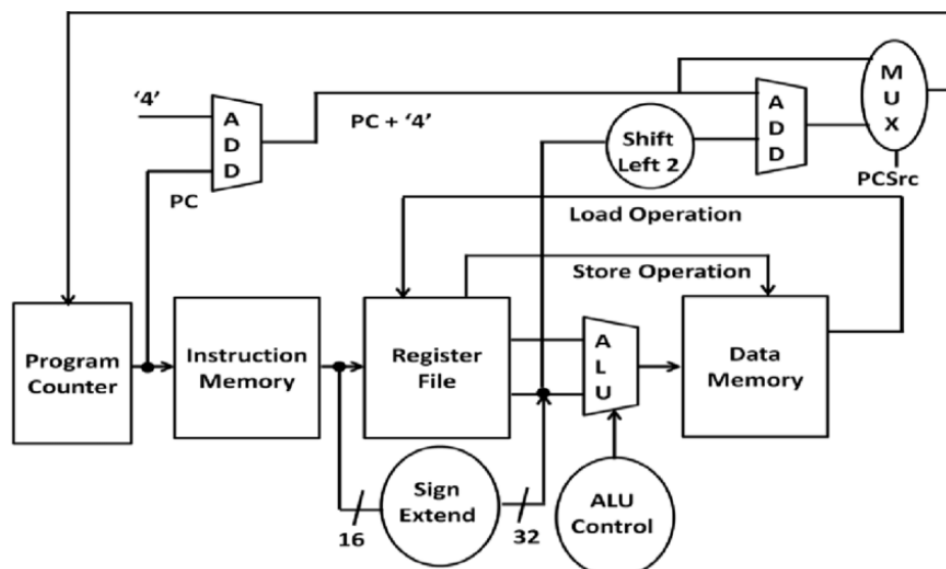 '4'
A
D
D
PC + '4'
PC
Shift
Left 2
A
D
D
M
U
X
PCSrc
Load Operation
Store Operation
Program
Counter
Instruction
Memory
Register
File
A
L
U
Data
Memory
16
Sign
Extend
32
ALU
Control